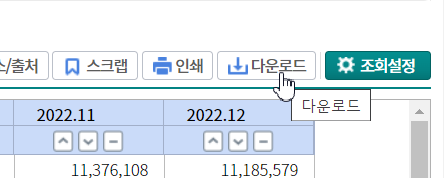 스/출처 스크랩 인쇄 다운로드 조회설정
다운로드
2022.11 2022.12
11,376,108 11,185,579